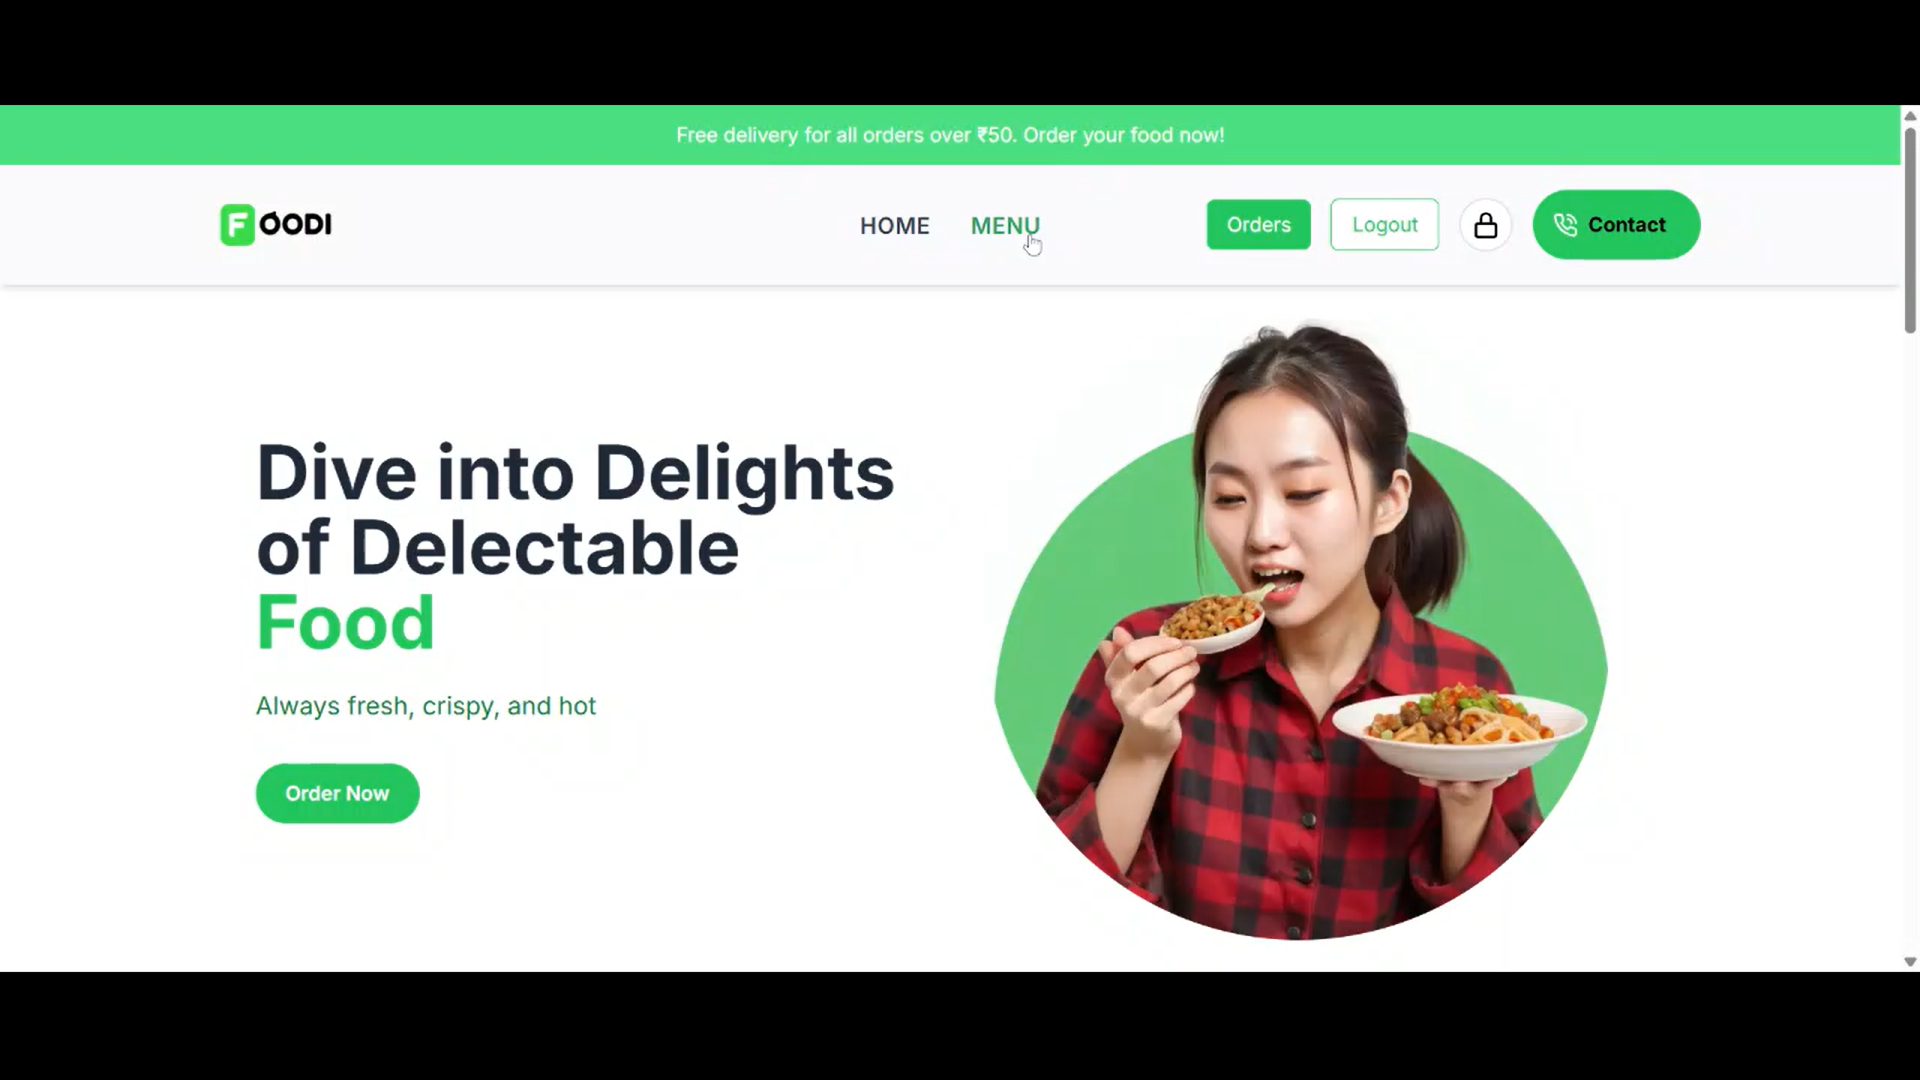 Free delivery for all orders over ₹50. Order your food now!
FOODI
HOME
MENU
Orders
Logout
Contact
Dive into Delights
of Delectable
Food
Always fresh, crispy, and hot
Order Now